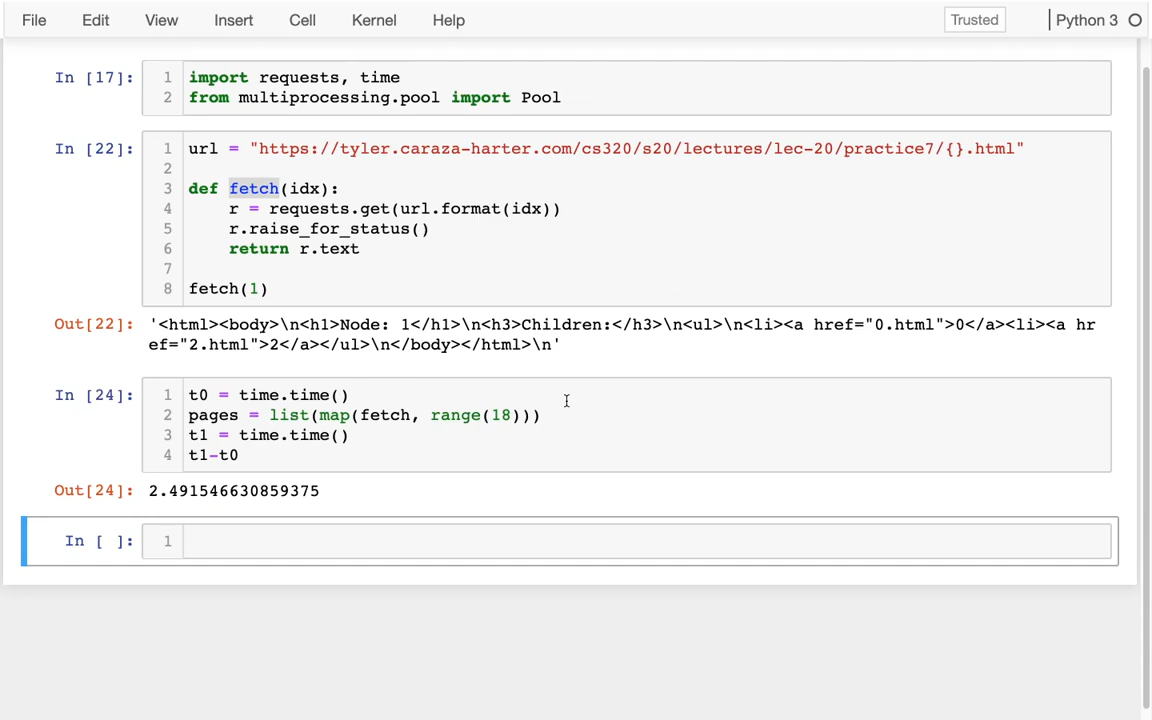 File Edit View Insert Cell Kernel Help Trusted Python 3
In [17]: 1 import requests, time
2 from multiprocessing.pool import Pool
In [22]: 1 url = "https://tyler.caraza-harter.com/cs320/s20/lectures/lec-20/practice7/{}.html"
2
3 def fetch(idx):
4     r = requests.get(url.format(idx))
5     r.raise_for_status()
6     return r.text
7
8 fetch(1)
Out[22]: '<html><body>\n<h1>Node: 1</h1>\n<h3>Children:</h3>\n<ul>\n<li><a href="0.html">0</a><li><a hr
ef="2.html">2</a></ul>\n</body></html>\n'
In [24]: 1 t0 = time.time()
2 pages = list(map(fetch, range(18)))
3 t1 = time.time()
4 t1-t0
Out[24]: 2.491546630859375
In [ ]: 1